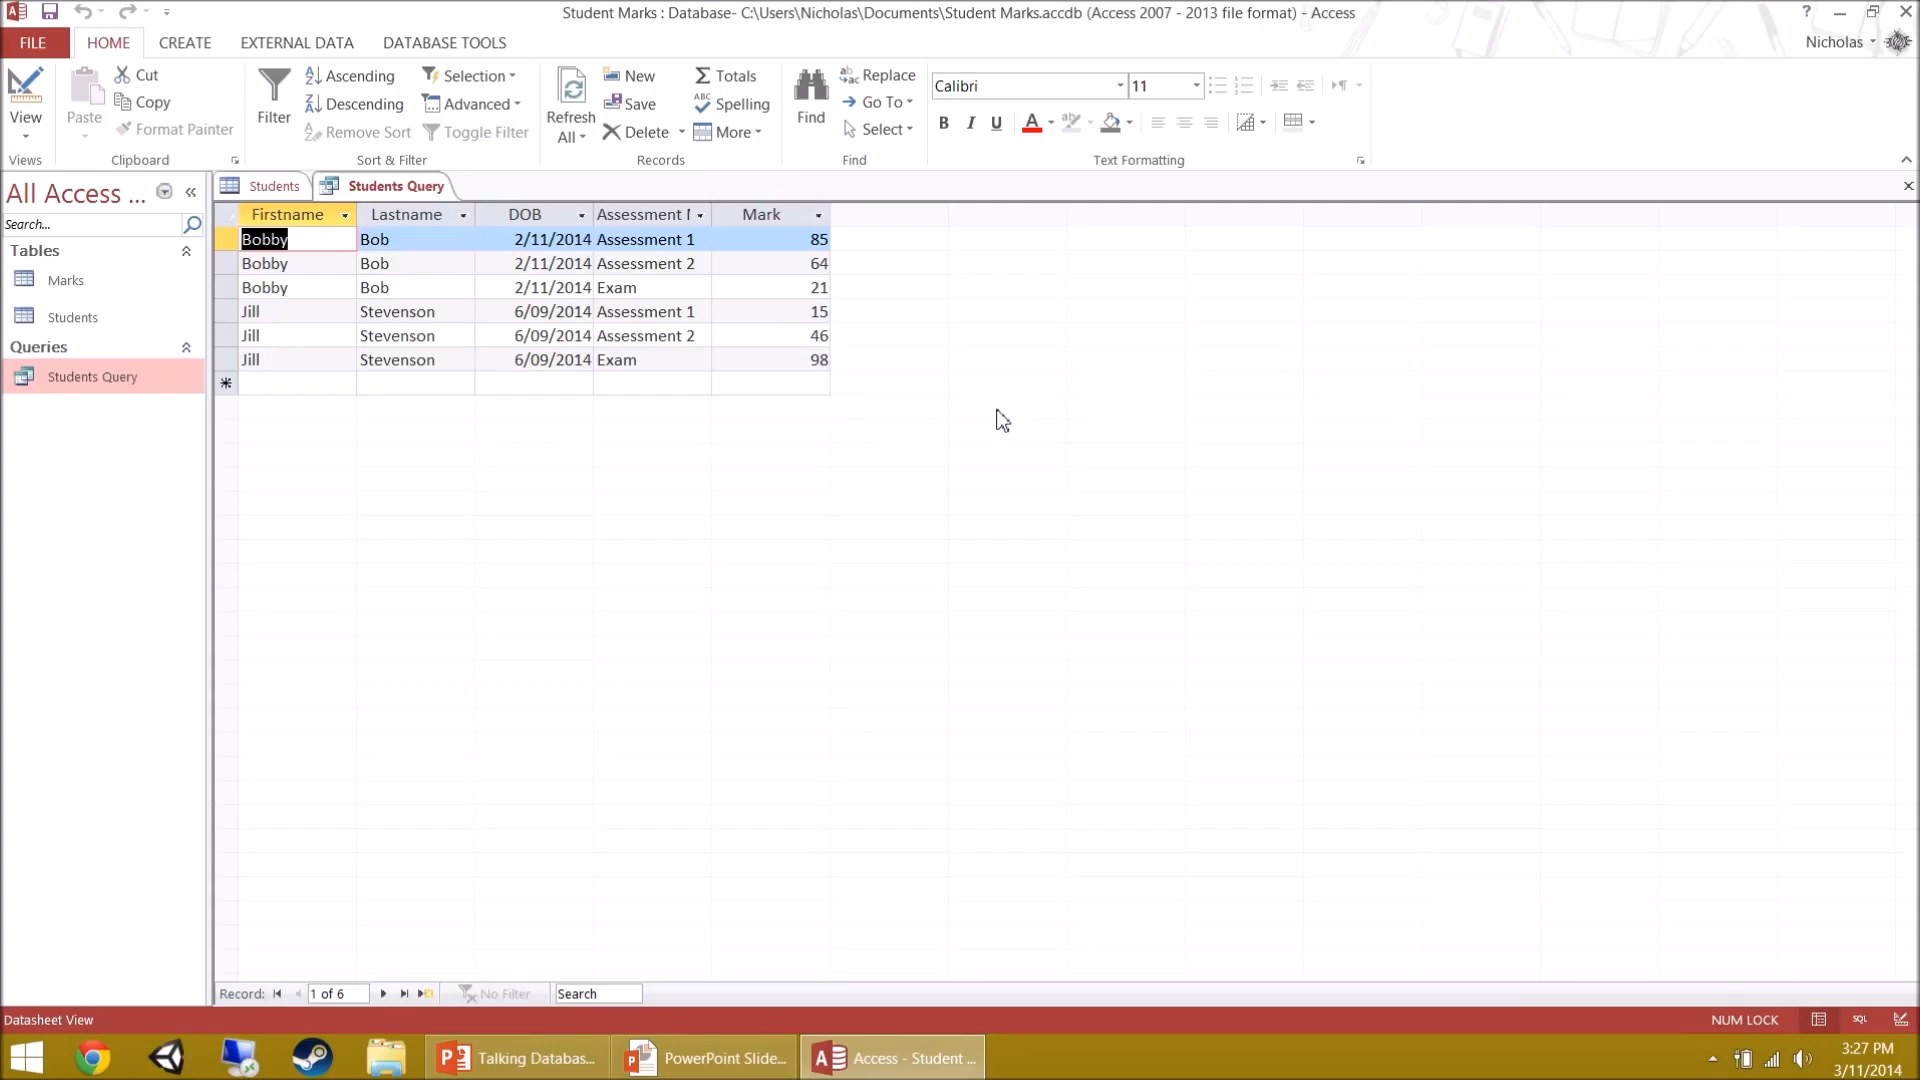 Student Marks : Database- C:\Users\Nicholas\Documents\Student Marks.accdb (Access 2007 - 2013 file format) - Access
?
FILE HOME CREATE EXTERNAL DATA DATABASE TOOLS Nicholas
View
Views
Paste
Cut
Copy
Format Painter
Clipboard
Filter
Ascending
Descending
Remove Sort
Selection
Advanced
Toggle Filter
Sort & Filter
Refresh
All
New
Save
Delete
Totals
Spelling
More
Records
Find
Replace
Go To
Select
Find
Calibri 11
B I U A
Text Formatting
All Access ...
Search...
Tables
Marks
Students
Queries
Students Query
Students Students Query
Firstname Lastname DOB Assessment Mark
Bobby Bob 2/11/2014 Assessment 1 85
Bobby Bob 2/11/2014 Assessment 2 64
Bobby Bob 2/11/2014 Exam 21
Jill Stevenson 6/09/2014 Assessment 1 15
Jill Stevenson 6/09/2014 Assessment 2 46
Jill Stevenson 6/09/2014 Exam 98
Record: 1 of 6 No Filter Search
Datasheet View NUM LOCK SQL
Talking Databas... PowerPoint Slide... Access - Student ...
3:27 PM
3/11/2014